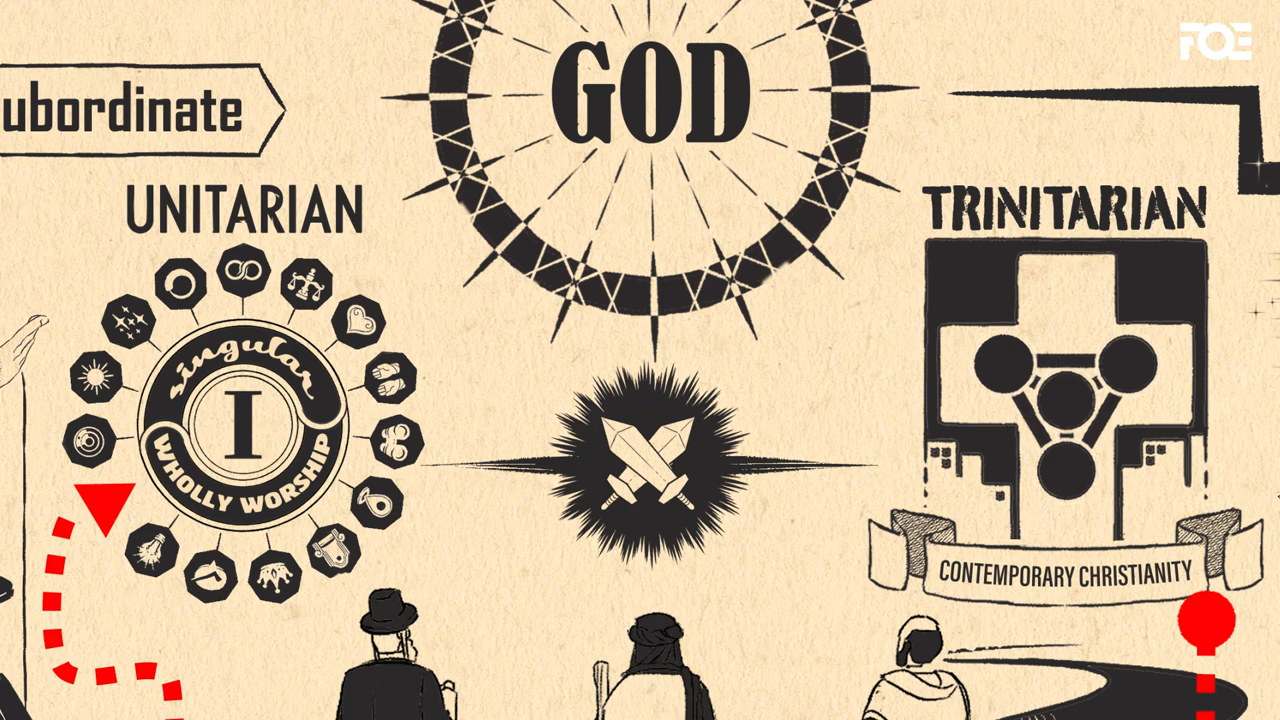 FOE
GOD
ubordinate
UNITARIAN
TRINITARIAN
singular
I
WHOLLY WORSHIP
CONTEMPORARY CHRISTIANITY